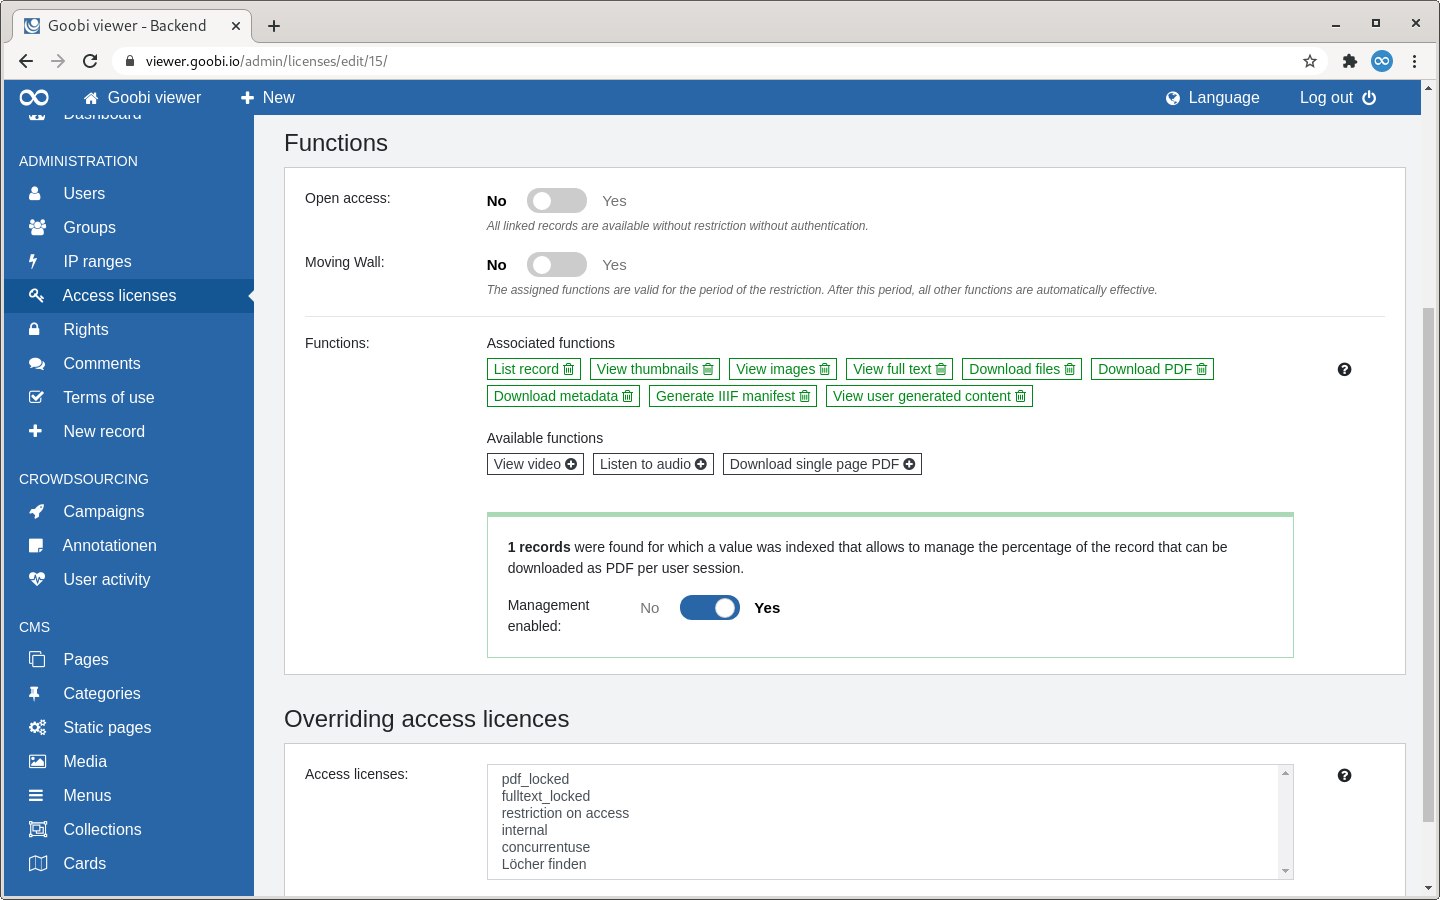 Goobi viewer - Backend
viewer.goobi.io/admin/licenses/edit/15/
Goobi viewer
New
Language
Log out
Dashboard
ADMINISTRATION
Users
Groups
IP ranges
Access licenses
Rights
Comments
Terms of use
New record
CROWDSOURCING
Campaigns
Annotationen
User activity
CMS
Pages
Categories
Static pages
Media
Menus
Collections
Cards
Functions
Open access:
No Yes
All linked records are available without restriction without authentication.
Moving Wall:
No Yes
The assigned functions are valid for the period of the restriction. After this period, all other functions are automatically effective.
Functions:
Associated functions
List record View thumbnails View images View full text Download files Download PDF
Download metadata Generate IIIF manifest View user generated content
Available functions
View video Listen to audio Download single page PDF
1 records were found for which a value was indexed that allows to manage the percentage of the record that can be
downloaded as PDF per user session.
Management
enabled:
No Yes
Overriding access licences
Access licenses:
pdf_locked
fulltext_locked
restriction on access
internal
concurrentuse
Löcher finden